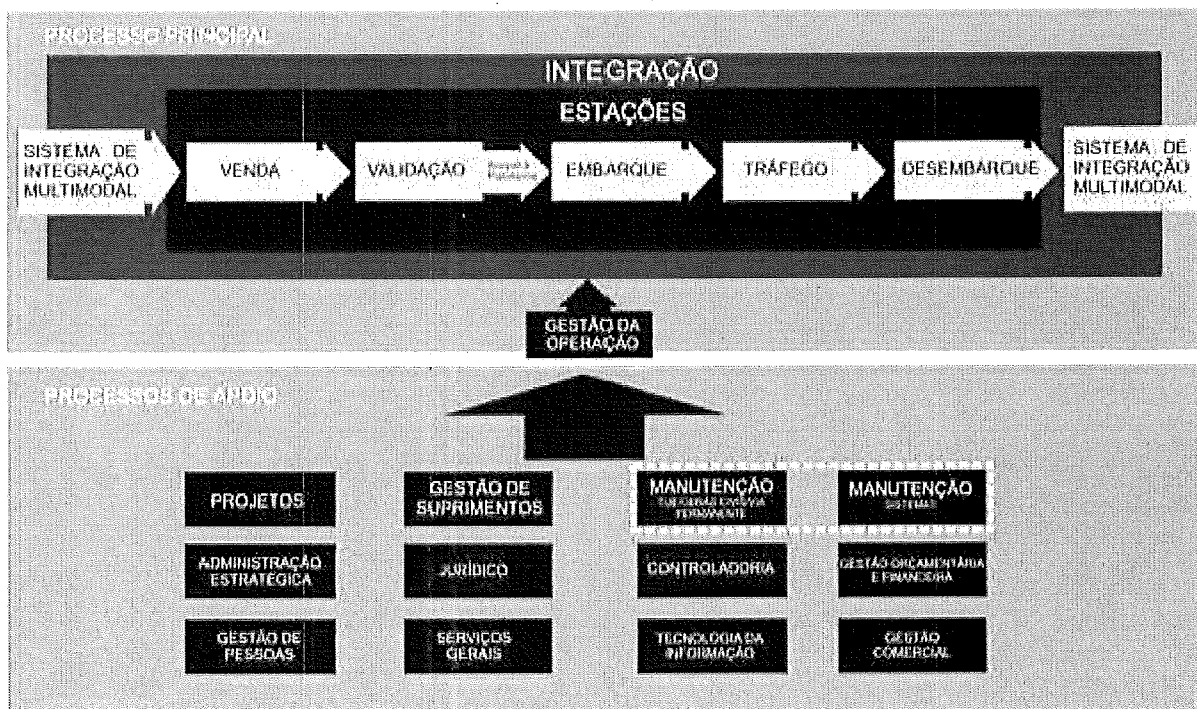 PROCESSO PRINCIPAL
INTEGRAÇÃO
ESTAÇÕES
SISTEMA DE
INTEGRAÇÃO
MULTIMODAL
VENDA
VALIDAÇÃO
EMBARQUE
TRÁFEGO
DESEMBARQUE
SISTEMA DE
INTEGRAÇÃO
MULTIMODAL
GESTÃO DA
OPERAÇÃO
PROCESSOS DE APOIO
PROJETOS
GESTÃO DE
SUPRIMENTOS
MANUTENÇÃO
PERMANENTE
MANUTENÇÃO
SISTEMAS
ADMINISTRAÇÃO
ESTRATÉGICA
JURÍDICO
CONTROLADORIA
GESTÃO ORÇAMENTÁRIA
E FINANCEIRA
GESTÃO DE
PESSOAS
SERVIÇOS
GERAIS
TECNOLOGIA DA
INFORMAÇÃO
GESTÃO
COMERCIAL